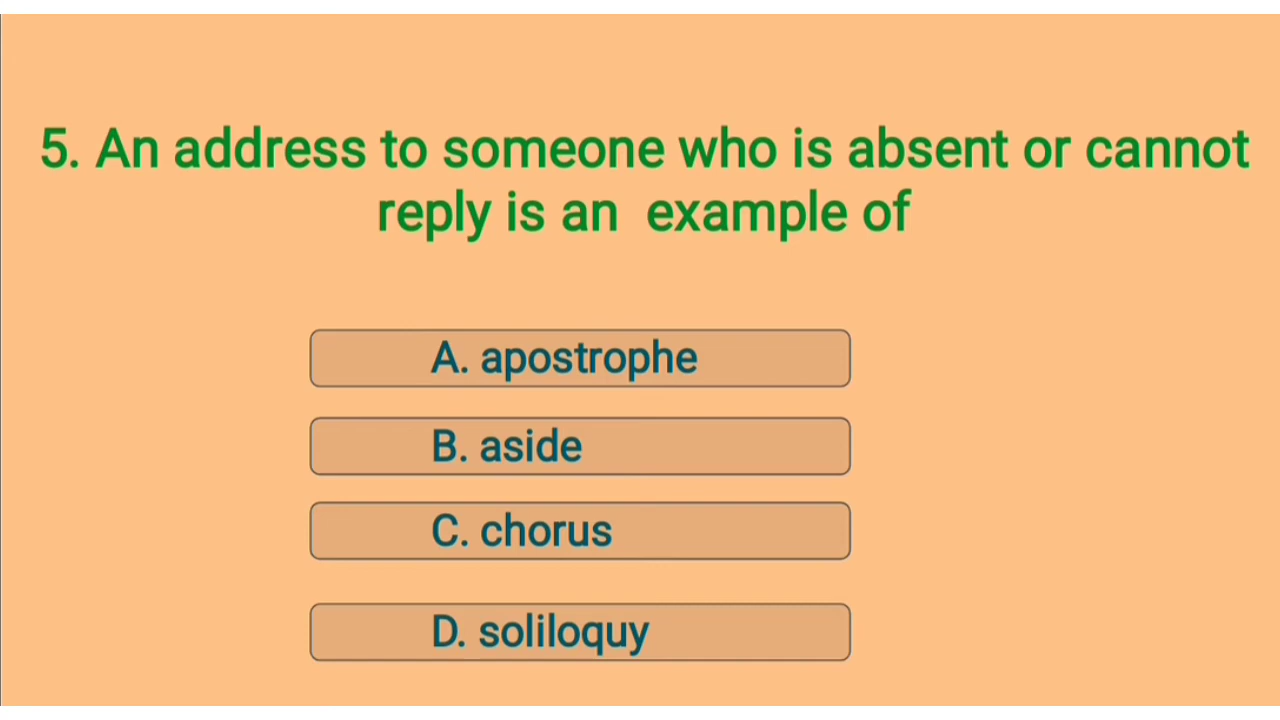 5. An address to someone who is absent or cannot
reply is an  example of
A. apostrophe
B. aside
C. chorus
D. soliloquy